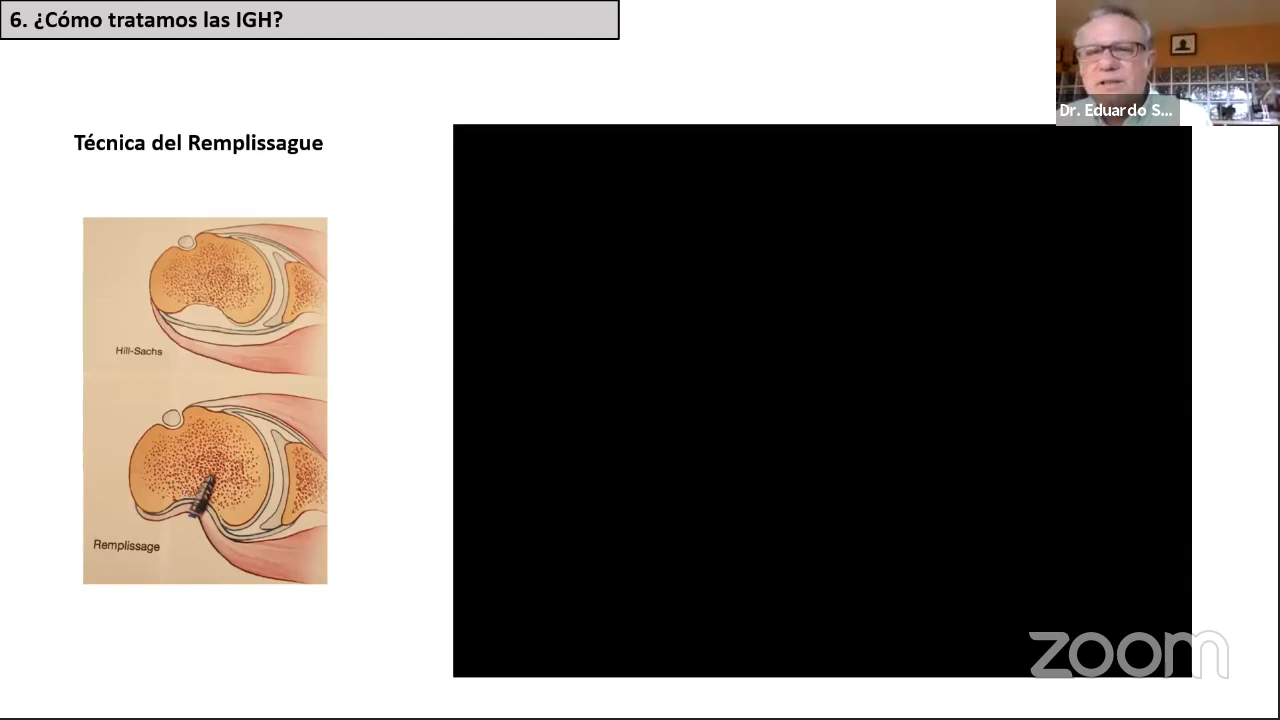 6. ¿Cómo tratamos las IGH?
Dr. Eduardo S...
Técnica del Remplissague
Hill-Sachs
Remplissage
zoom